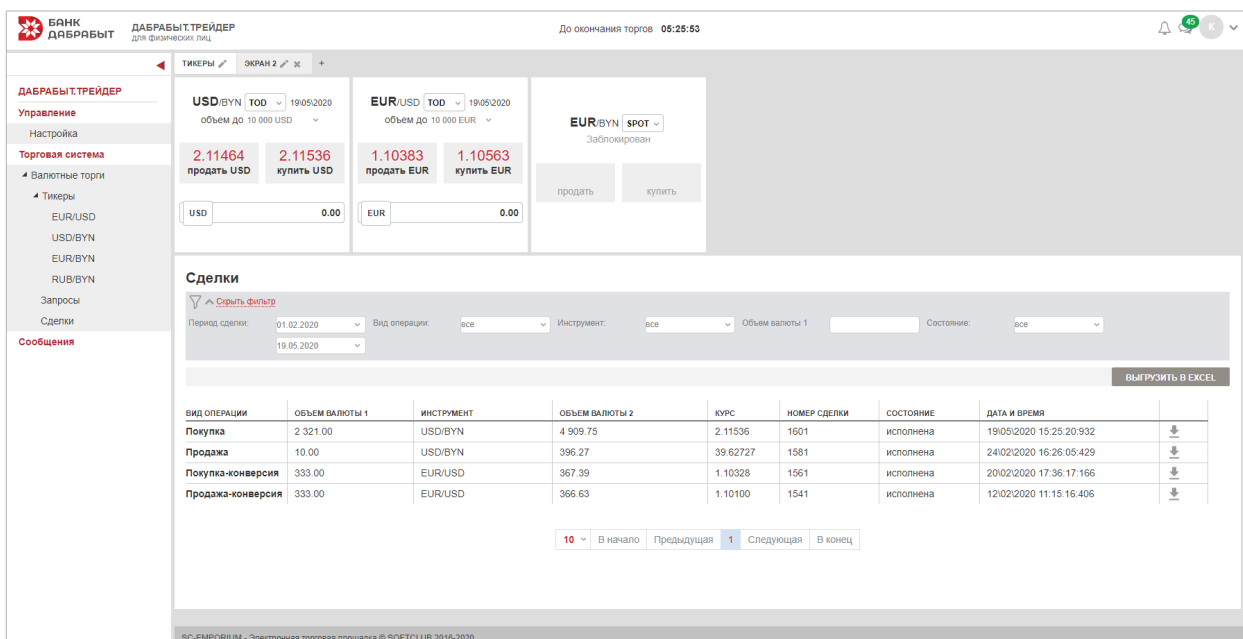 БАНК ДАБРАБЫТ
ДАБРАБЫТ.ТРЕЙДЕР
для физических лиц
До окончания торгов 05:25:53
45
К
ТИКЕРЫ ЭКРАН 2 +
ДАБРАБЫТ.ТРЕЙДЕР
Управление
Настройка
Торговая система
Валютные торги
Тикеры
EUR/USD
USD/BYN
EUR/BYN
RUB/BYN
Запросы
Сделки
Сообщения
USD/BYN TOD 19\05\2020
объем до 10 000 USD
2.11464 2.11536
продать USD купить USD
USD 0.00
EUR/USD TOD 19\05\2020
объем до 10 000 EUR
1.10383 1.10563
продать EUR купить EUR
EUR 0.00
EUR/BYN SPOT
Заблокирован
продать купить
Сделки
Скрыть фильтр
Период сделки: 01.02.2020 Вид операции: все Инструмент: все Объем валюты 1 Состояние: все
19.05.2020
ВЫГРУЗИТЬ В EXCEL
ВИД ОПЕРАЦИИ ОБЪЕМ ВАЛЮТЫ 1 ИНСТРУМЕНТ ОБЪЕМ ВАЛЮТЫ 2 КУРС НОМЕР СДЕЛКИ СОСТОЯНИЕ ДАТА И ВРЕМЯ
Покупка 2 321.00 USD/BYN 4 909.75 2.11536 1601 исполнена 19\05\2020 15:25:20:932
Продажа 10.00 USD/BYN 396.27 39.62727 1581 исполнена 24\02\2020 16:26:05:429
Покупка-конверсия 333.00 EUR/USD 367.39 1.10328 1561 исполнена 20\02\2020 17:36:17:166
Продажа-конверсия 333.00 EUR/USD 366.63 1.10100 1541 исполнена 12\02\2020 11:15:16:406
10 В начало Предыдущая 1 Следующая В конец
SC-EMPORIUM - Электронная торговая площадка © SOFTCLUB 2016-2020